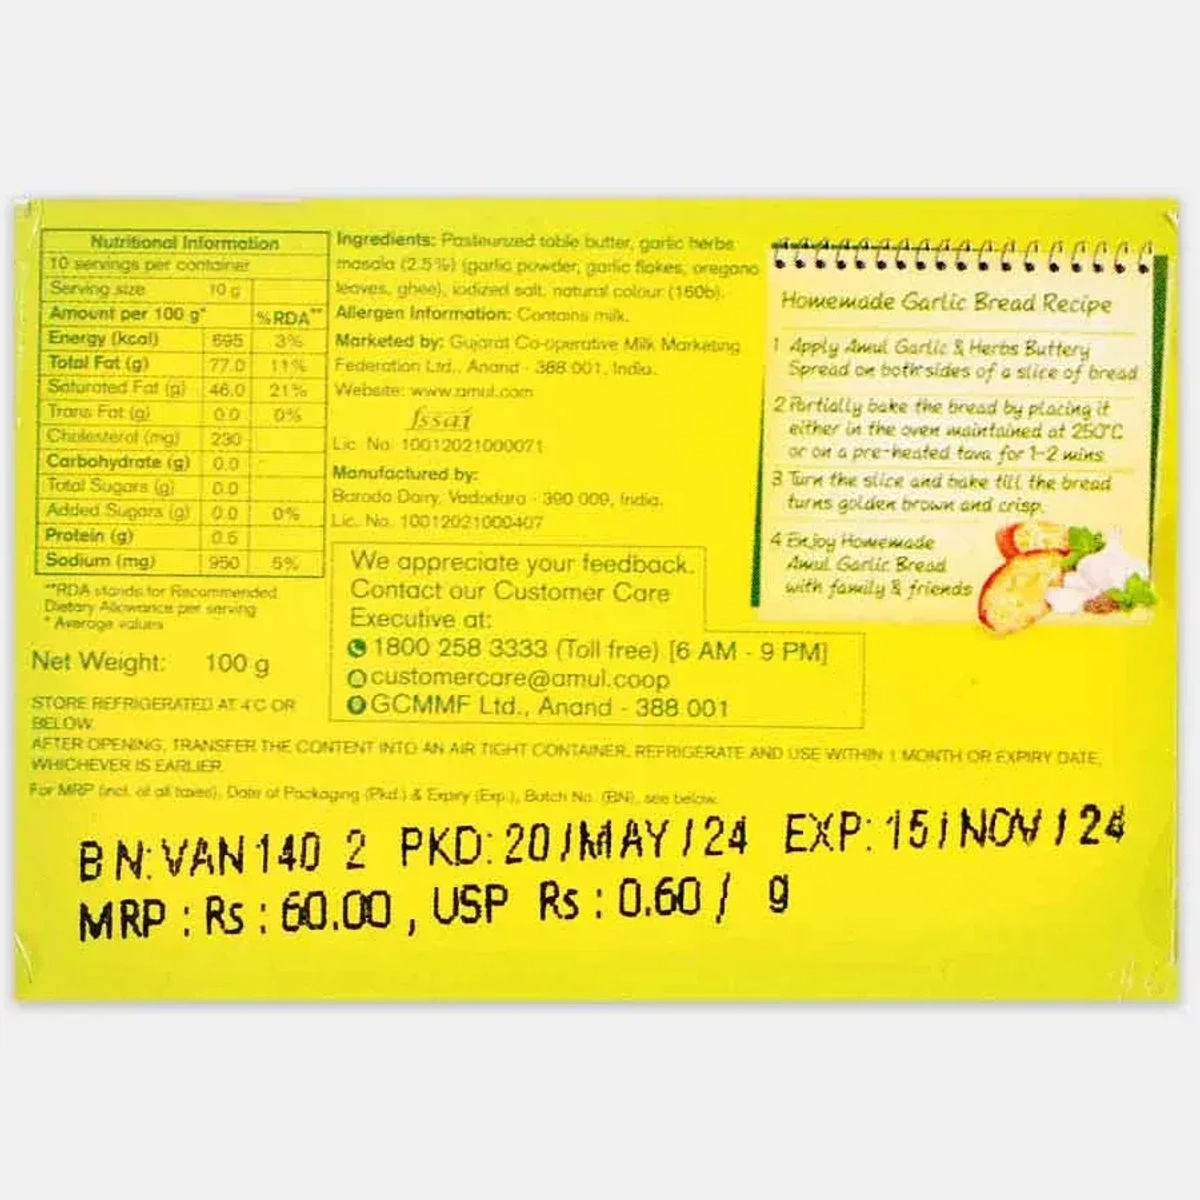 Nutritional Information
10 servings per container
Serving size 10 g
Amount per 100 g* %RDA**
Energy (kcal) 695 3%
Total Fat (g) 77.0 11%
Saturated Fat (g) 46.0 21%
Trans Fat (g) 0.0 0%
Cholesterol (mg) 230
Carbohydrate (g) 0.0
Total Sugars (g) 0.0
Added Sugars (g) 0.0 0%
Protein (g) 0.5
Sodium (mg) 950 5%
**RDA stands for Recommended
Dietary Allowance per serving
* Average values
Net Weight: 100 g
STORE REFRIGERATED AT 4°C OR
BELOW.
AFTER OPENING, TRANSFER THE CONTENT INTO AN AIR TIGHT CONTAINER, REFRIGERATE AND USE WITHIN 1 MONTH OR EXPIRY DATE,
WHICHEVER IS EARLIER.
For MRP (incl. of all taxes), Date of Packaging (Pkd.) & Expiry (Exp.), Batch No. (BN), see below.
Ingredients: Pasteurized table butter, garlic herbs
masala (2.5%) (garlic powder, garlic flakes, oregano
leaves, ghee), iodized salt, natural colour (160b).
Allergen Information: Contains milk.
Marketed by: Gujarat Co-operative Milk Marketing
Federation Ltd., Anand - 388 001, India.
Website: www.amul.com
fssai
Lic. No. 10012021000071
Manufactured by:
Baroda Dairy, Vadodara - 390 009, India.
Lic. No. 10012021000407
We appreciate your feedback.
Contact our Customer Care
Executive at:
1800 258 3333 (Toll free) [6 AM - 9 PM]
customercare@amul.coop
GCMMF Ltd., Anand - 388 001
Homemade Garlic Bread Recipe
1 Apply Amul Garlic & Herbs Buttery
Spread on both sides of a slice of bread
2 Partially bake the bread by placing it
either in the oven maintained at 250°C
or on a pre-heated tava for 1-2 mins.
3 Turn the slice and bake till the bread
turns golden brown and crisp.
4 Enjoy Homemade
Amul Garlic Bread
with family & friends
BN:VAN140 2 PKD:20/MAY/24 EXP:15/NOV/24
MRP : Rs : 60.00 , USP Rs : 0.60 / g